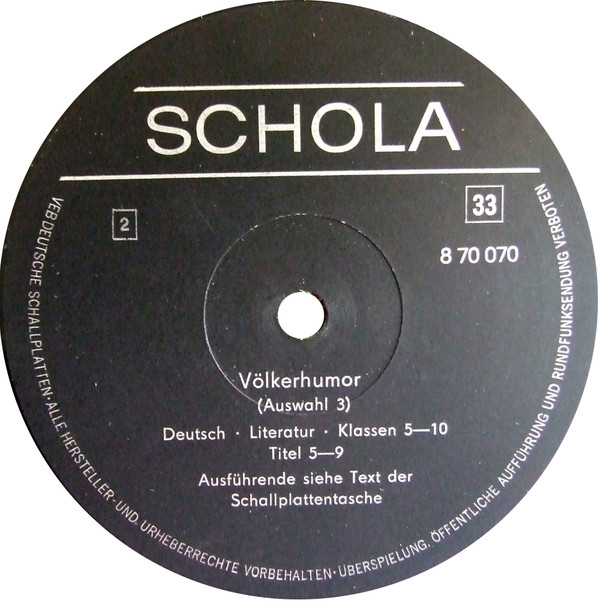 SCHOLA
2
33
8 70 070
Völkerhumor
(Auswahl 3)
Deutsch · Literatur · Klassen 5—10
Titel 5—9
Ausführende siehe Text der
Schallplattentasche
VEB DEUTSCHE SCHALLPLATTEN · ALLE HERSTELLER- UND URHEBERRECHTE VORBEHALTEN · ÜBERSPIELUNG, ÖFFENTLICHE AUFFÜHRUNG UND RUNDFUNKSENDUNG VERBOTEN